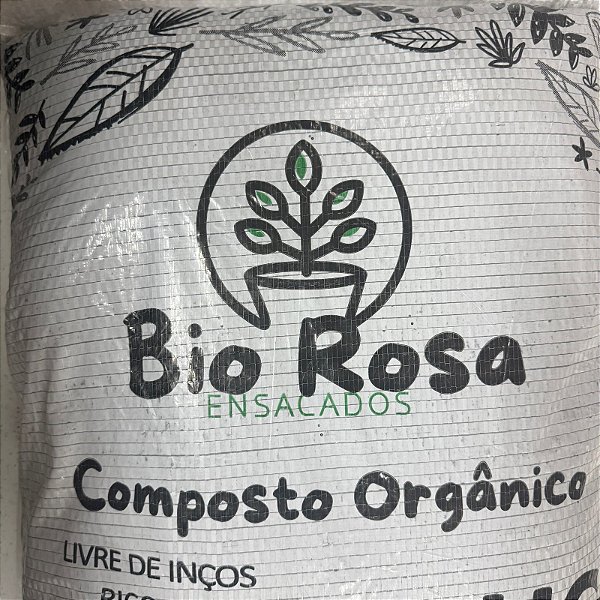 Bio Rosa
ENSACADOS
Composto Orgânico
LIVRE DE INÇOS